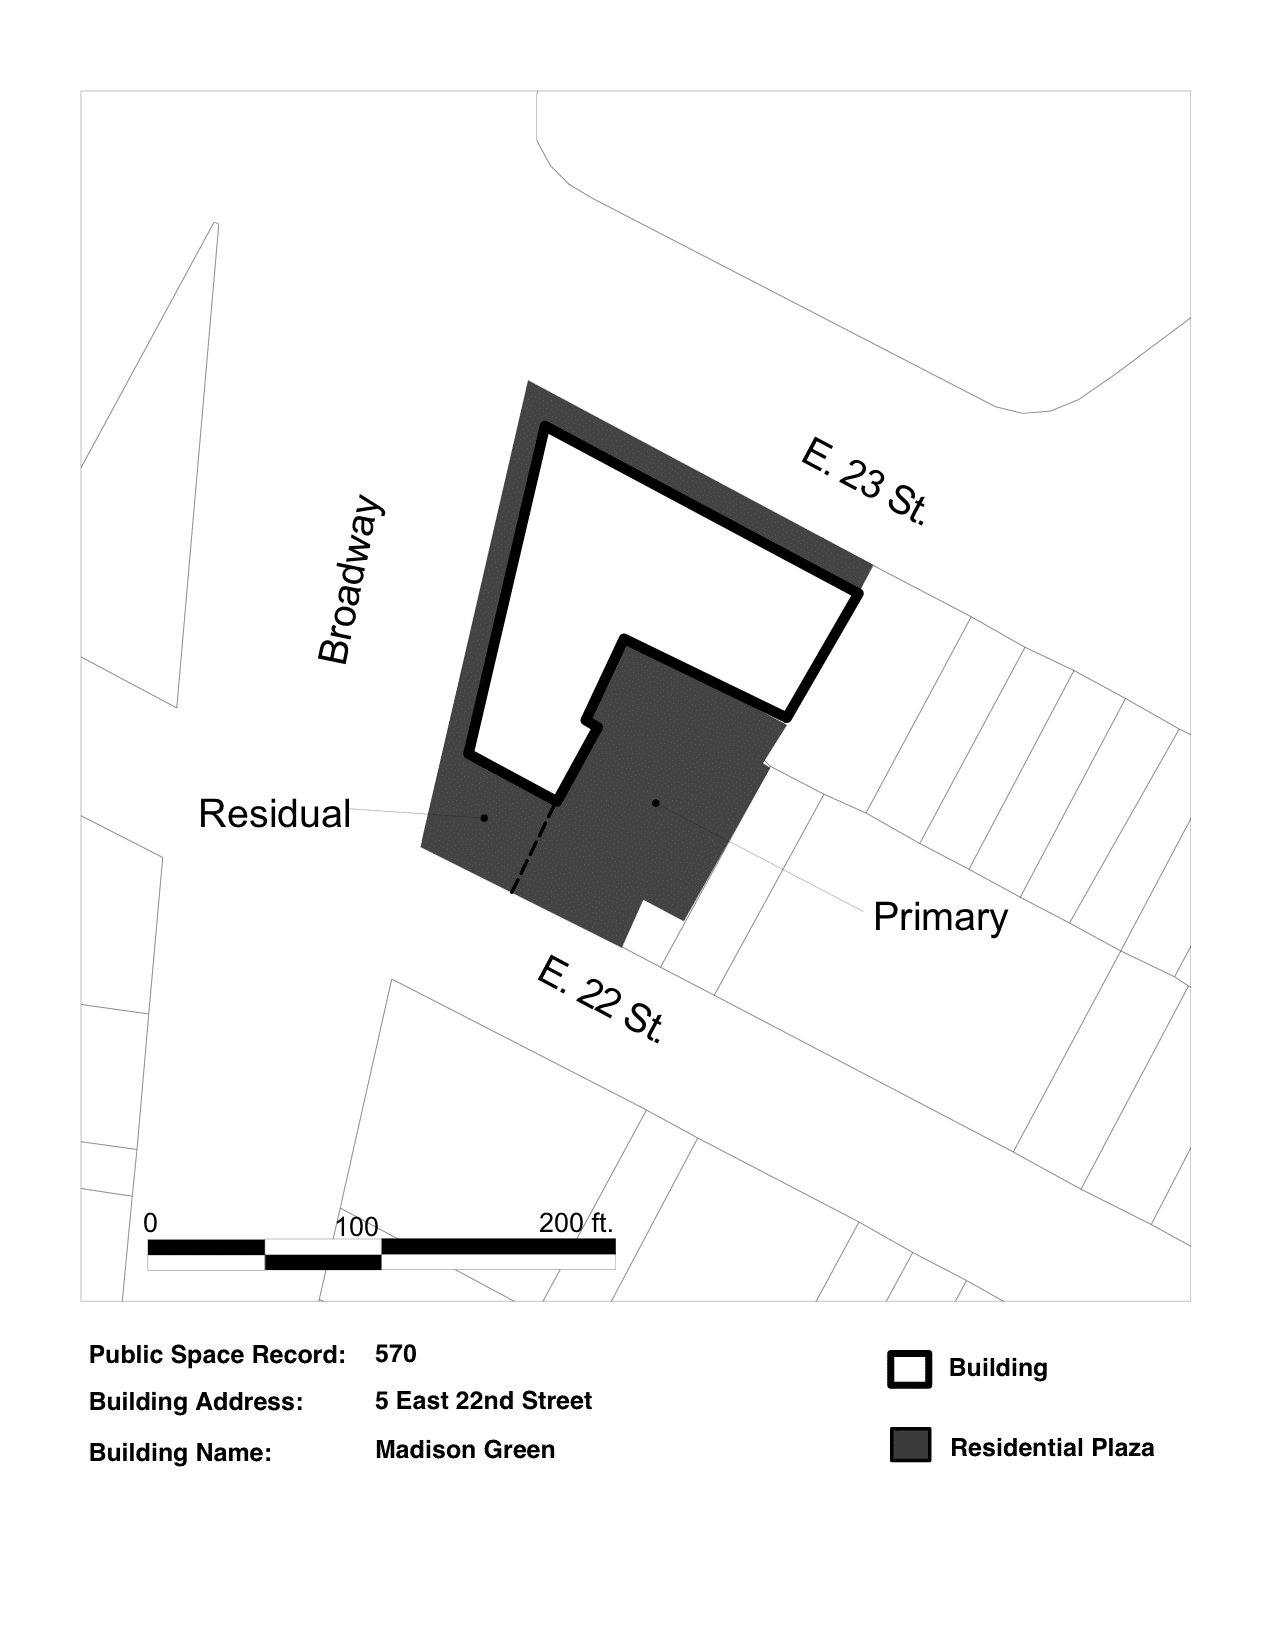 E. 23 St.
Broadway
Residual
Primary
E. 22 St.
0 100 200 ft.
Public Space Record: 570
Building Address: 5 East 22nd Street
Building Name: Madison Green
Building
Residential Plaza